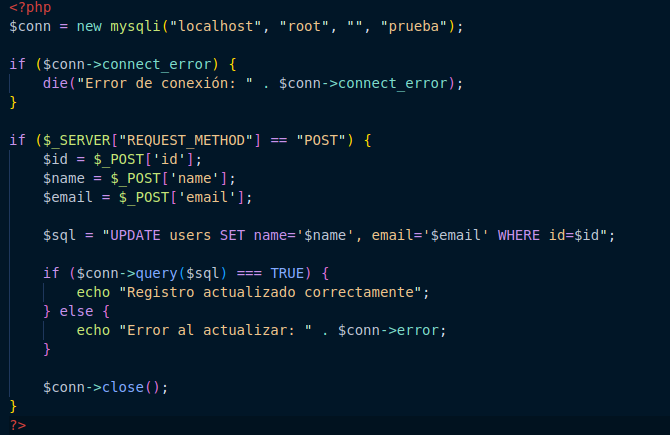 <?php
$conn = new mysqli("localhost", "root", "", "prueba");
if ($conn->connect_error) {
die("Error de conexión: " . $conn->connect_error);
}
if ($_SERVER["REQUEST_METHOD"] == "POST") {
$id = $_POST['id'];
$name = $_POST['name'];
$email = $_POST['email'];
$sql = "UPDATE users SET name='$name', email='$email' WHERE id=$id";
if ($conn->query($sql) === TRUE) {
echo "Registro actualizado correctamente";
} else {
echo "Error al actualizar: " . $conn->error;
}
$conn->close();
}
?>